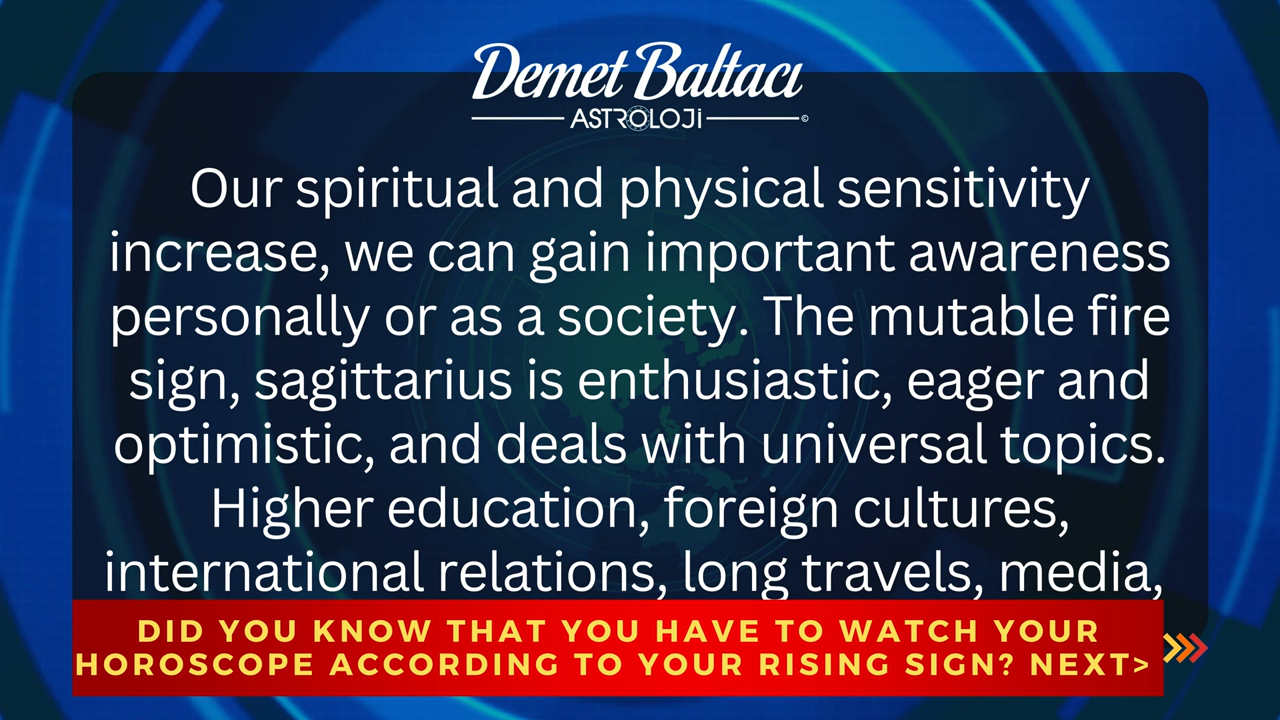 Demet Baltacı
ASTROLOJi
©
Our spiritual and physical sensitivity
increase, we can gain important awareness
personally or as a society. The mutable fire
sign, sagittarius is enthusiastic, eager and
optimistic, and deals with universal topics.
Higher education, foreign cultures,
international relations, long travels, media,
DID YOU KNOW THAT YOU HAVE TO WATCH YOUR
HOROSCOPE ACCORDING TO YOUR RISING SIGN? NEXT>